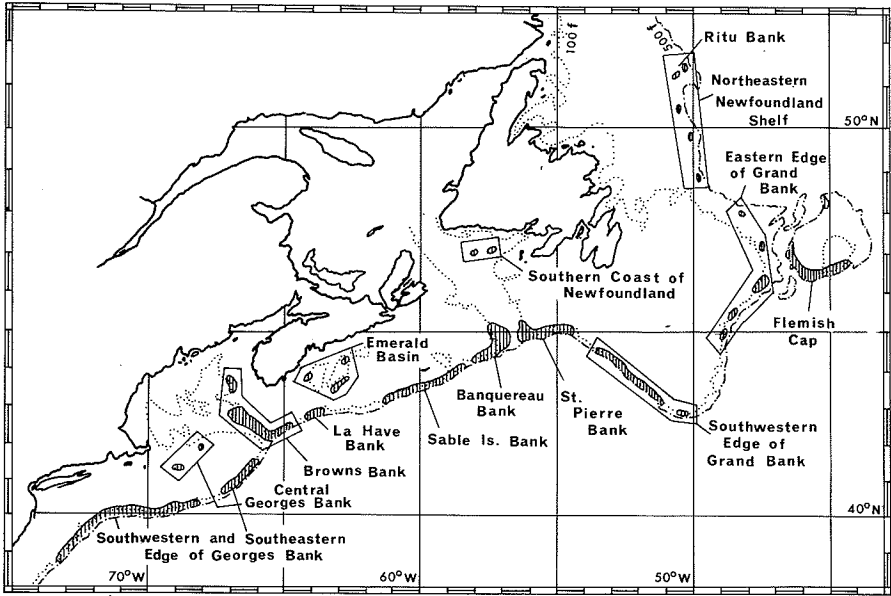 100 f
500 f
Ritu Bank
Northeastern
Newfoundland
Shelf
50°N
Eastern Edge
of Grand
Bank
Southern Coast of
Newfoundland
Flemish
Cap
Emerald
Basin
Banquereau
Bank
St.
Pierre
Bank
La Have
Bank
Sable Is. Bank
Southwestern
Edge of
Grand Bank
Browns Bank
Central
Georges Bank
40°N
Southwestern and Southeastern
Edge of Georges Bank
70°W
60°W
50°W